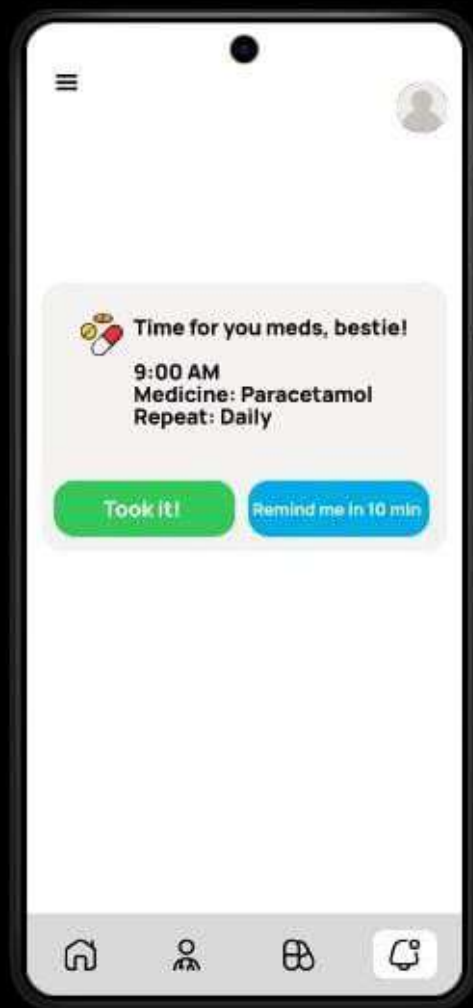 Time for you meds, bestie!
9:00 AM
Medicine: Paracetamol
Repeat: Daily
Took it!
Remind me in 10 min